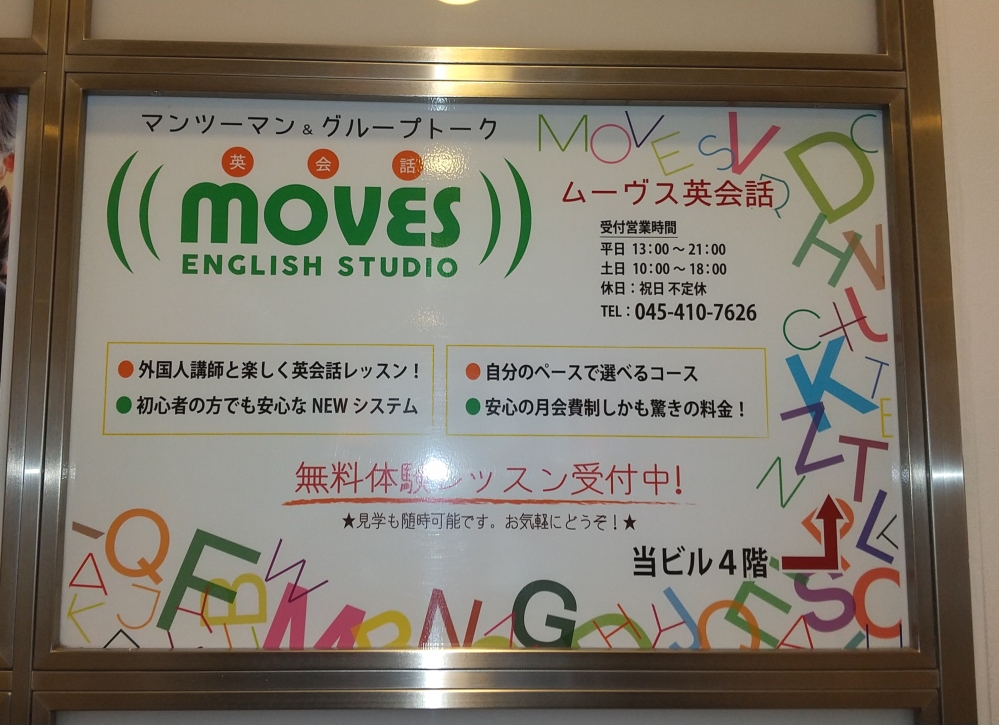 マンツーマン & グループトーク
英 会 話
MOVES
ENGLISH STUDIO
MOVES
ムーヴス英会話
受付営業時間
平日 13:00～21:00
土日 10:00～18:00
休日：祝日 不定休
TEL：045-410-7626
●外国人講師と楽しく英会話レッスン！
●初心者の方でも安心な NEW システム
●自分のペースで選べるコース
●安心の月会費制しかも驚きの料金！
無料体験レッスン受付中!
★見学も随時可能です。お気軽にどうぞ！★
当ビル４階